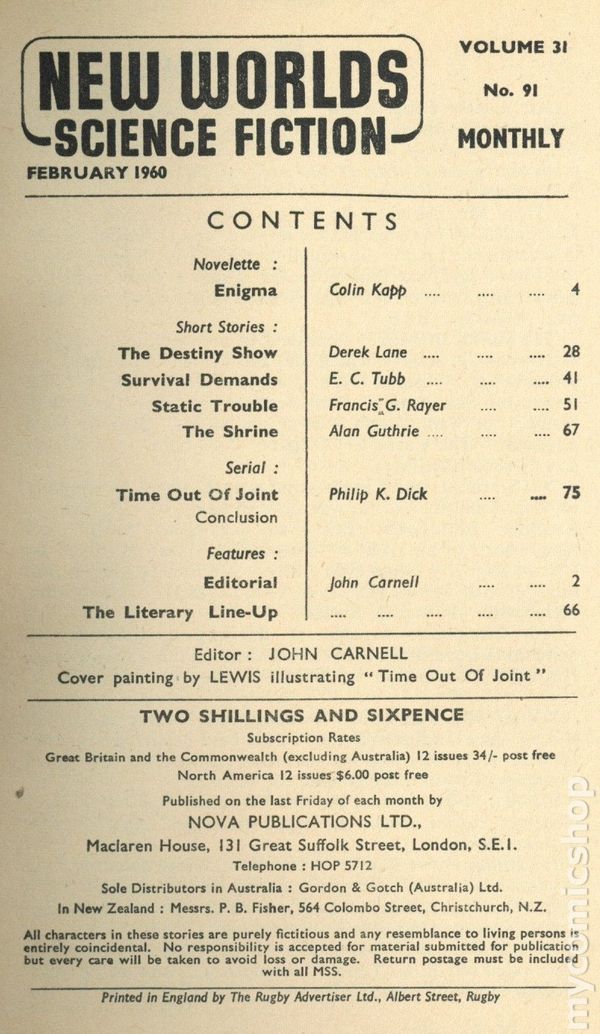 NEW WORLDS
SCIENCE FICTION
FEBRUARY 1960
VOLUME 31
No. 91
MONTHLY
CONTENTS
Novelette :
Enigma Colin Kapp .... .... .... 4
Short Stories :
The Destiny Show Derek Lane .... .... .... 28
Survival Demands E. C. Tubb .... .... .... 41
Static Trouble Francis G. Rayer .... .... 51
The Shrine Alan Guthrie .... .... .... 67
Serial :
Time Out Of Joint Philip K. Dick .... .... 75
Conclusion
Features :
Editorial John Carnell .... .... 2
The Literary Line-Up .... .... .... .... .... 66
Editor : JOHN CARNELL
Cover painting by LEWIS illustrating “ Time Out Of Joint ”
TWO SHILLINGS AND SIXPENCE
Subscription Rates
Great Britain and the Commonwealth (excluding Australia) 12 issues 34/- post free
North America 12 issues $6.00 post free
Published on the last Friday of each month by
NOVA PUBLICATIONS LTD.,
Maclaren House, 131 Great Suffolk Street, London, S.E.1.
Telephone : HOP 5712
Sole Distributors in Australia : Gordon & Gotch (Australia) Ltd.
In New Zealand : Messrs. P. B. Fisher, 564 Colombo Street, Christchurch, N.Z.
All characters in these stories are purely fictitious and any resemblance to living persons is
entirely coincidental. No responsibility is accepted for material submitted for publication
but every care will be taken to avoid loss or damage. Return postage must be included
with all MSS.
Printed in England by The Rugby Advertiser Ltd., Albert Street, Rugby
mycomicshop